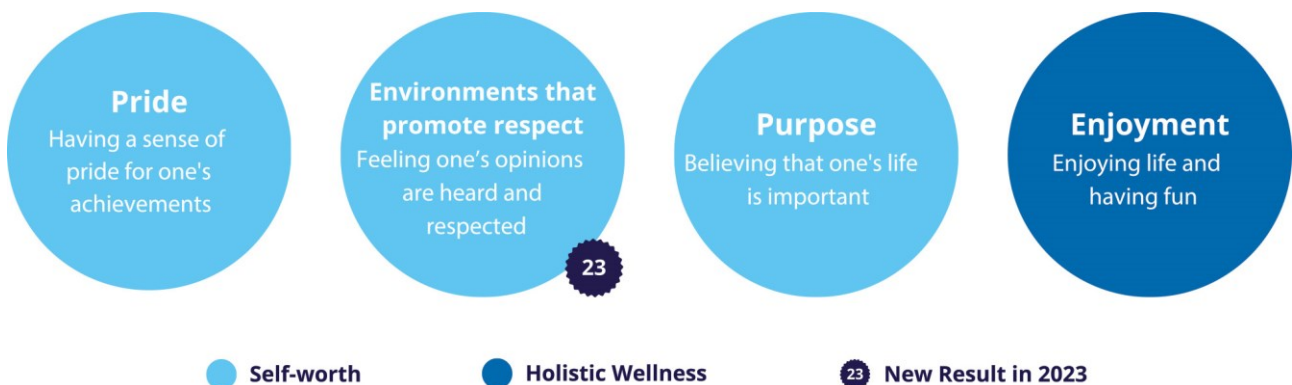 Pride
Having a sense of
pride for one's
achievements
Environments that
promote respect
Feeling one’s opinions
are heard and
respected
23
Purpose
Believing that one's life
is important
Enjoyment
Enjoying life and
having fun
Self-worth
Holistic Wellness
23 New Result in 2023